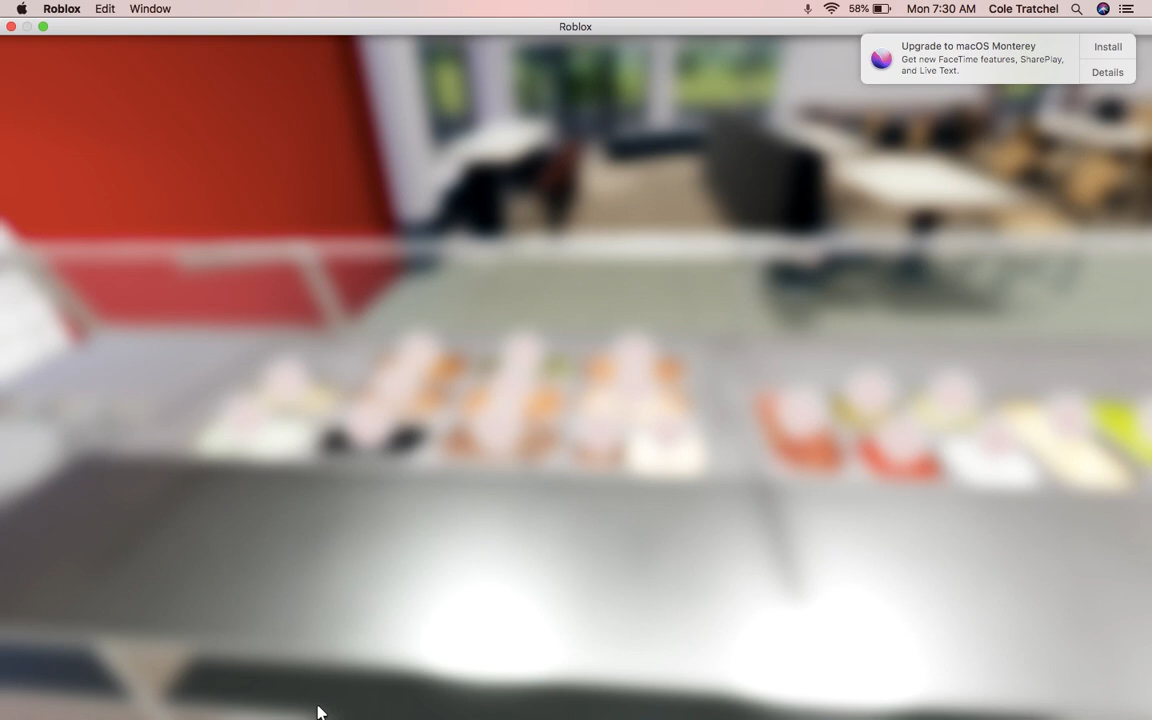 Roblox Edit Window 58% Mon 7:30 AM Cole Tratchel
Roblox
Upgrade to macOS Monterey
Get new FaceTime features, SharePlay,
and Live Text.
Install
Details